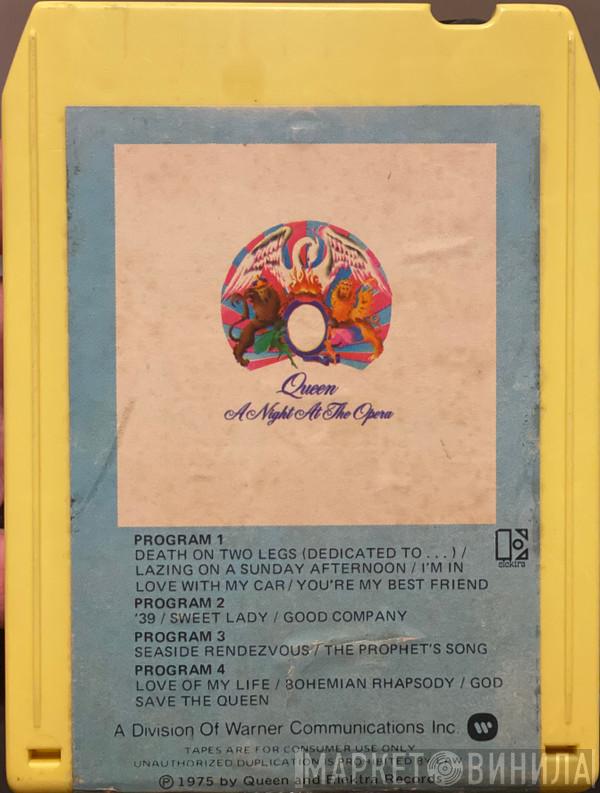 Queen
A Night At The Opera
PROGRAM 1
DEATH ON TWO LEGS (DEDICATED TO ...) /
LAZING ON A SUNDAY AFTERNOON / I'M IN
LOVE WITH MY CAR / YOU'RE MY BEST FRIEND
elektra
PROGRAM 2
'39 / SWEET LADY / GOOD COMPANY
PROGRAM 3
SEASIDE RENDEZVOUS / THE PROPHET'S SONG
PROGRAM 4
LOVE OF MY LIFE / BOHEMIAN RHAPSODY / GOD
SAVE THE QUEEN
A Division Of Warner Communications Inc.
TAPES ARE FOR CONSUMER USE ONLY
UNAUTHORIZED DUPLICATION IS PROHIBITED BY LAW
МАРКЕТ ВИНИЛА
Ⓟ 1975 by Queen and Elektra Records